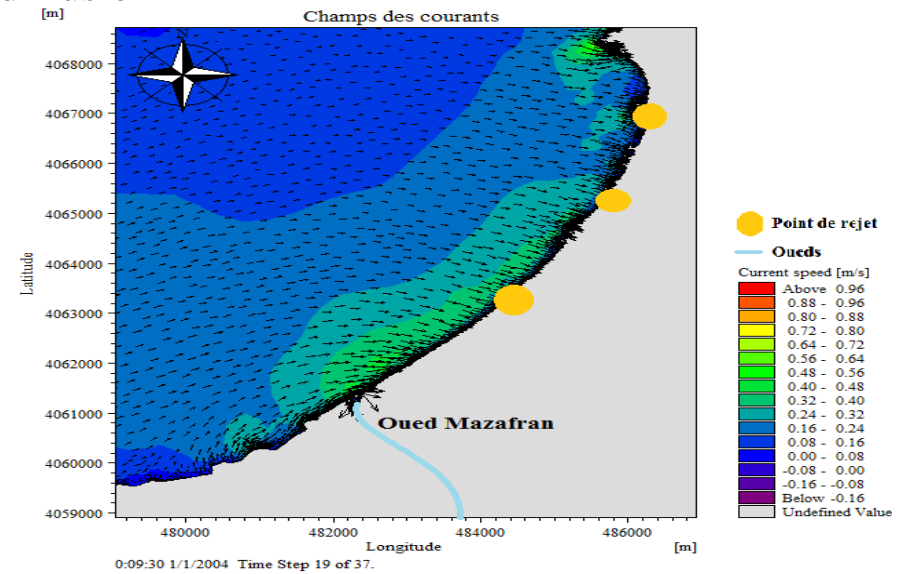 [m]
Champs des courants
4068000
4067000
4066000
4065000
4064000
4063000
4062000
4061000
4060000
4059000
Latitude
Oued Mazafran
480000
482000
484000
486000
Longitude
[m]
0:09:30 1/1/2004 Time Step 19 of 37.
Point de rejet
Oueds
Current speed [m/s]
Above 0.96
0.88 - 0.96
0.80 - 0.88
0.72 - 0.80
0.64 - 0.72
0.56 - 0.64
0.48 - 0.56
0.40 - 0.48
0.32 - 0.40
0.24 - 0.32
0.16 - 0.24
0.08 - 0.16
0.00 - 0.08
-0.08 - 0.00
-0.16 - -0.08
Below -0.16
Undefined Value